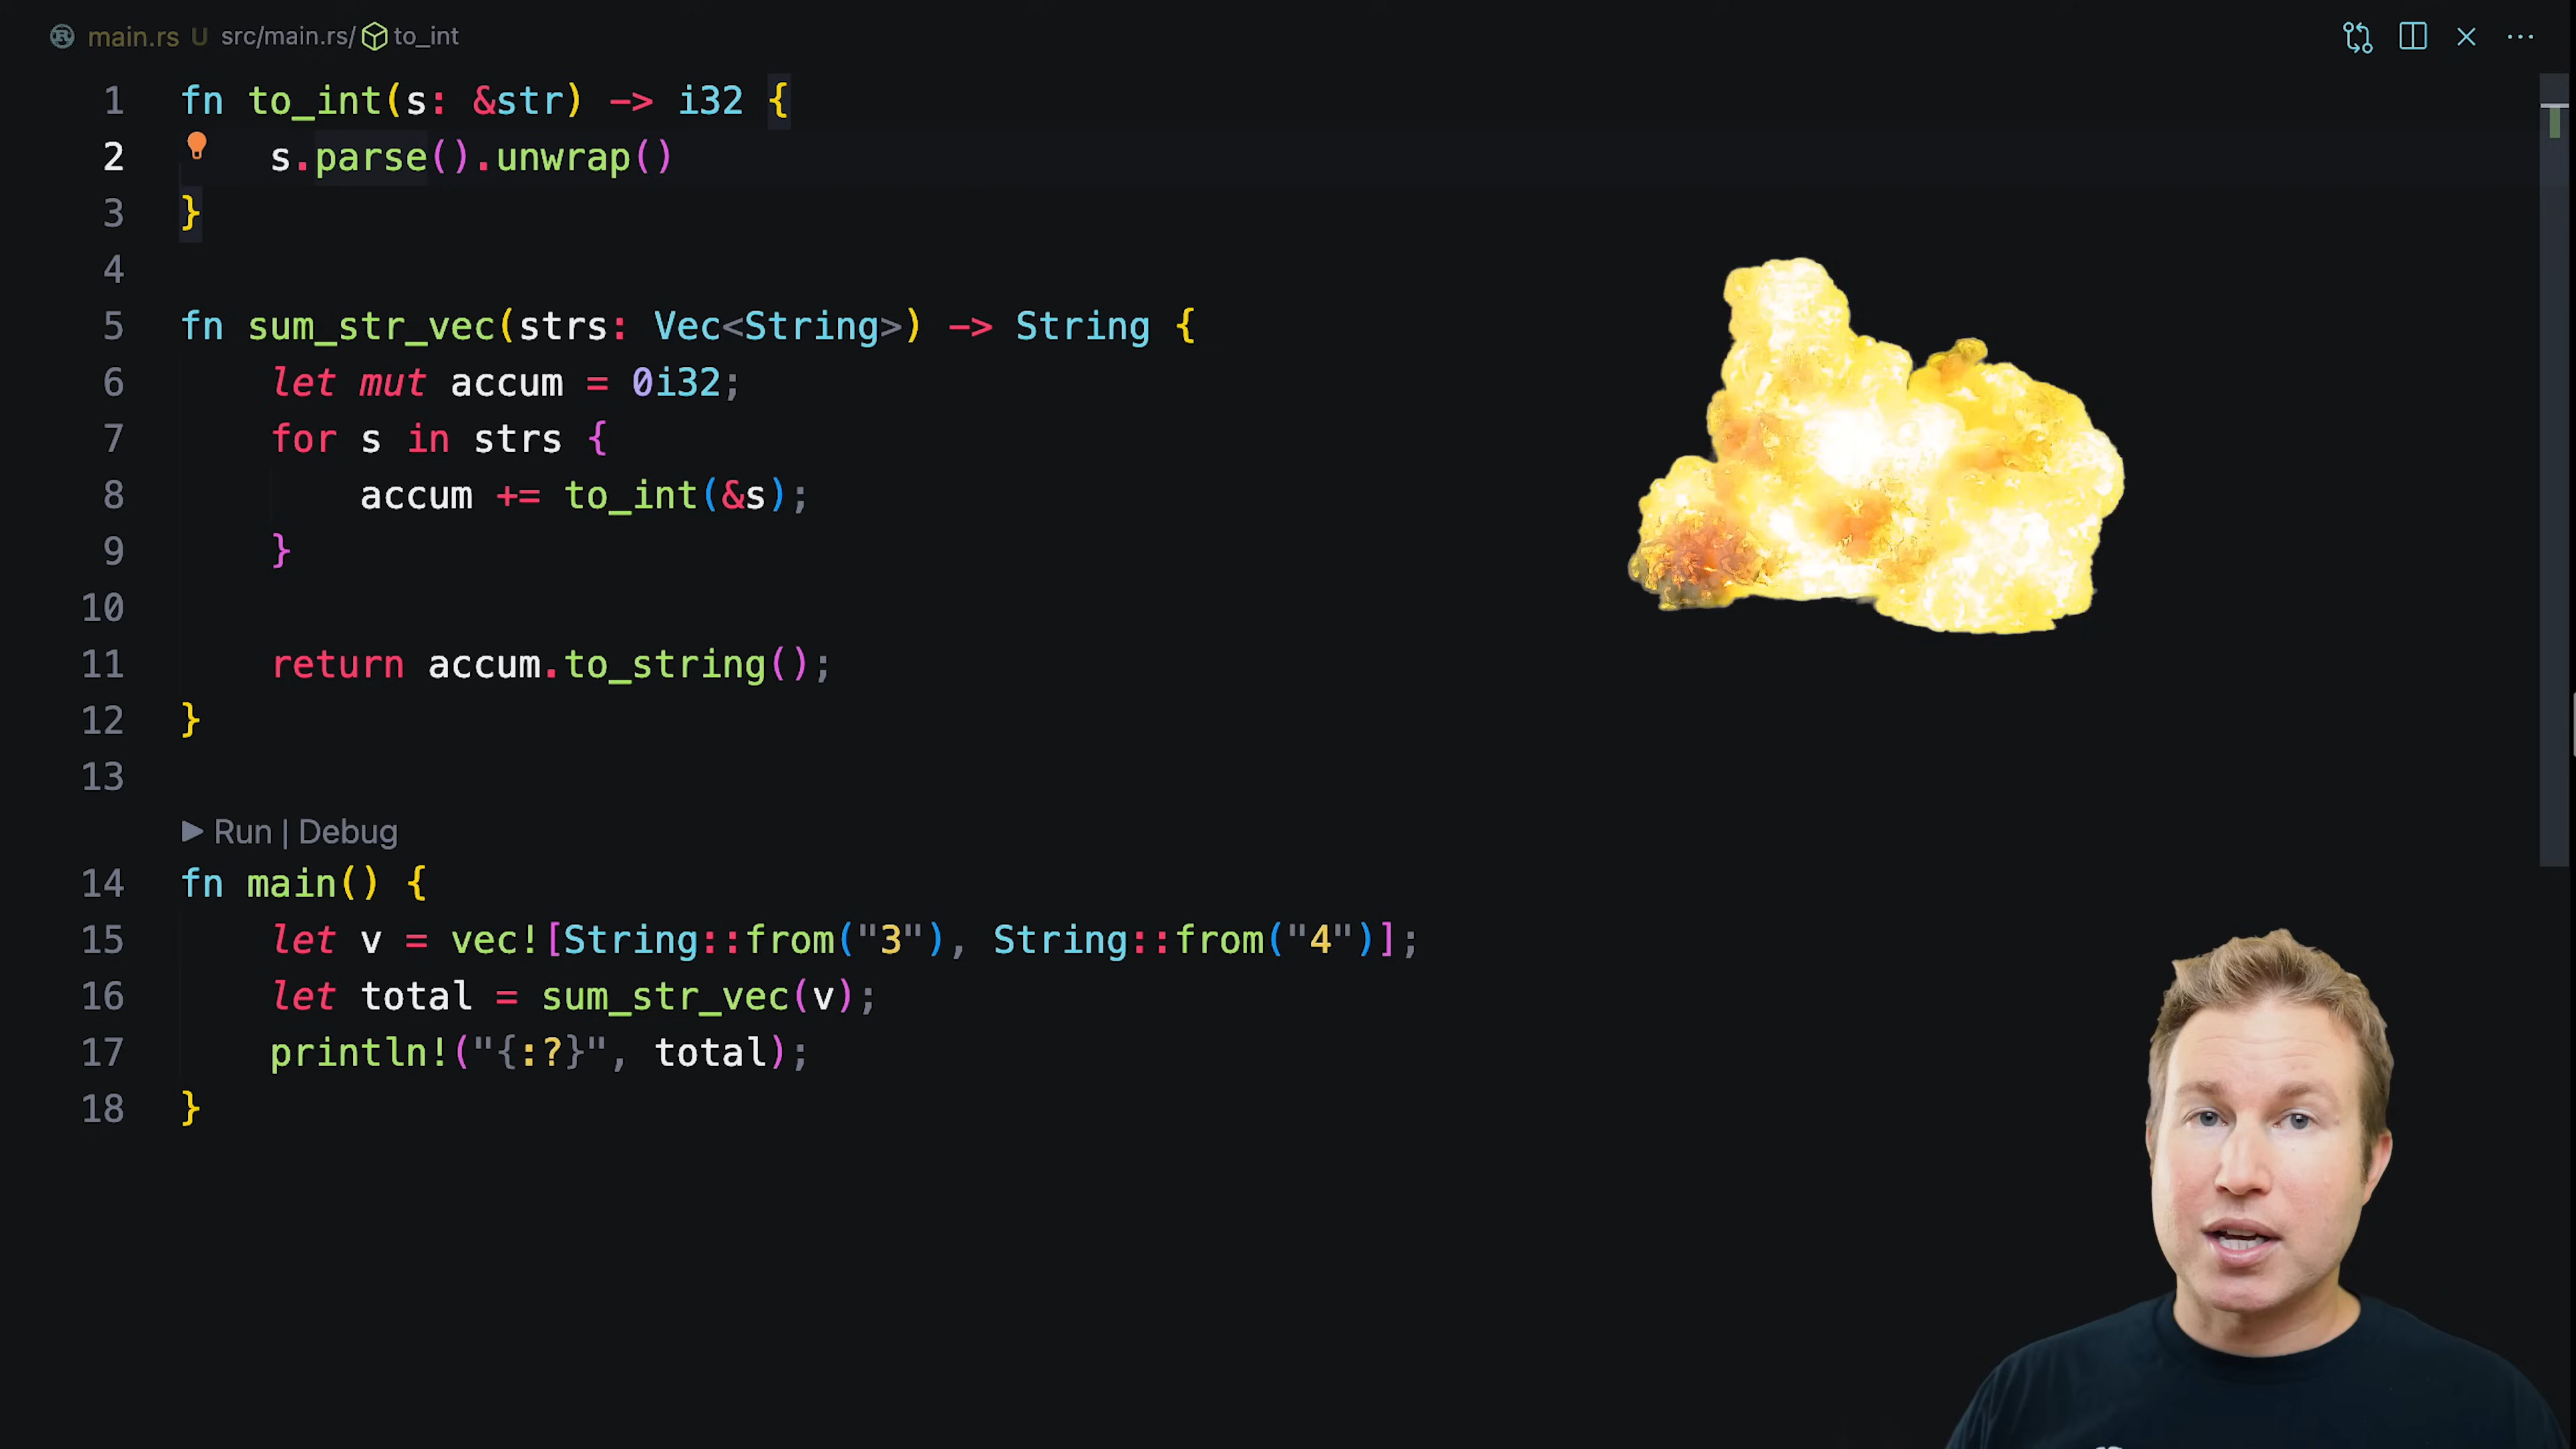 main.rs U src/main.rs/ to_int
1 fn to_int(s: &str) -> i32 {
2 s.parse().unwrap()
3 }
4
5 fn sum_str_vec(strs: Vec<String>) -> String {
6 let mut accum = 0i32;
7 for s in strs {
8 accum += to_int(&s);
9 }
10
11 return accum.to_string();
12 }
13
Run | Debug
14 fn main() {
15 let v = vec![String::from("3"), String::from("4")];
16 let total = sum_str_vec(v);
17 println!("{:?}", total);
18 }